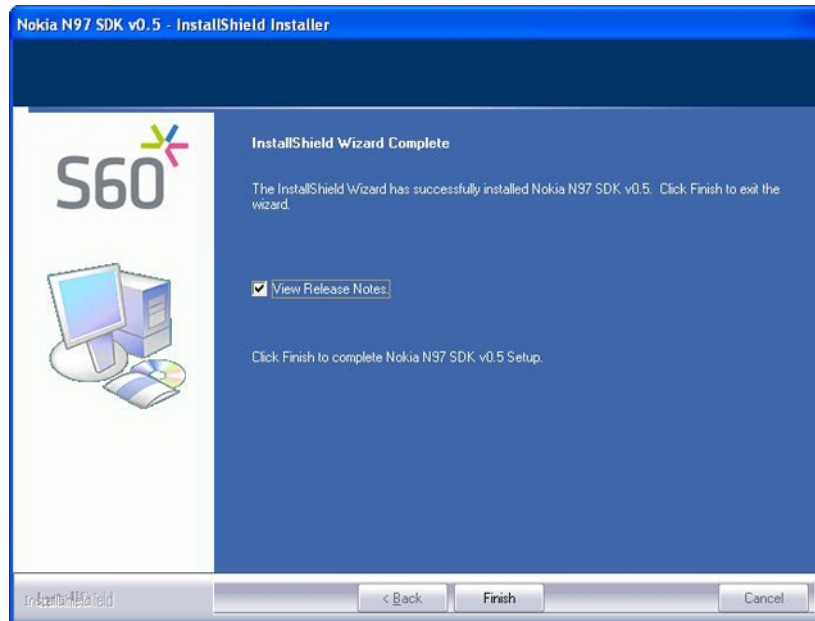 Nokia N97 SDK v0.5 - InstallShield Installer
S60
InstallShield Wizard Complete
The InstallShield Wizard has successfully installed Nokia N97 SDK v0.5. Click Finish to exit the
wizard.
View Release Notes.
Click Finish to complete Nokia N97 SDK v0.5 Setup.
< Back
Finish
Cancel